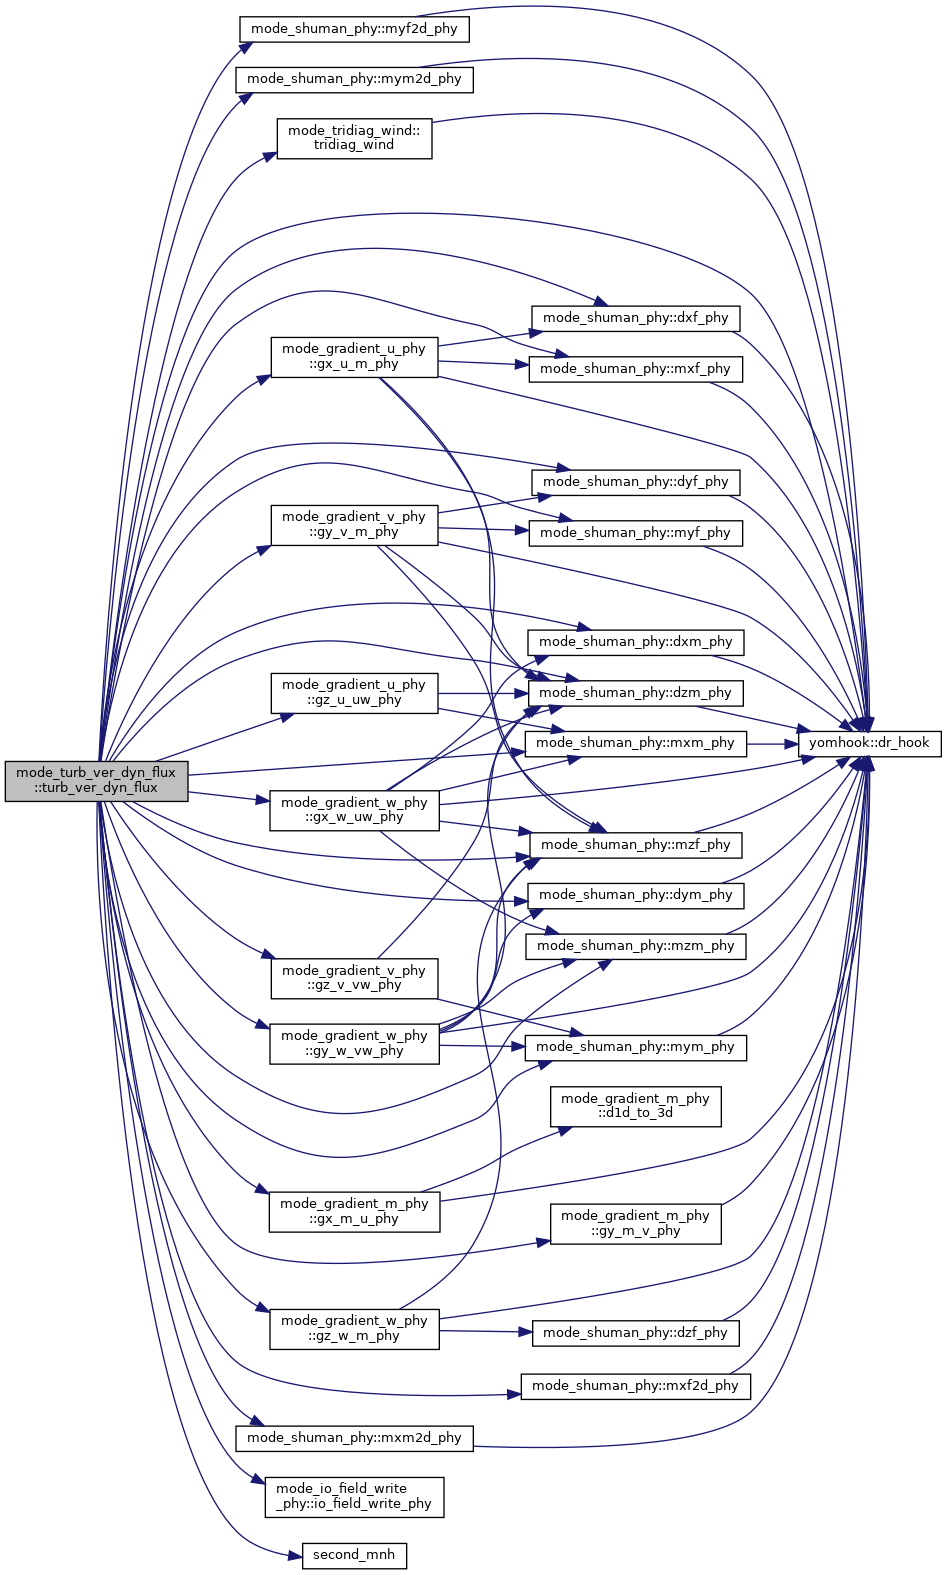 mode_shuman_phy::myf2d_phy
mode_shuman_phy::mym2d_phy
mode_tridiag_wind::
tridiag_wind
mode_shuman_phy::dxf_phy
mode_gradient_u_phy
::gx_u_m_phy
mode_shuman_phy::mxf_phy
mode_shuman_phy::dyf_phy
mode_gradient_v_phy
::gy_v_m_phy
mode_shuman_phy::myf_phy
mode_shuman_phy::dxm_phy
mode_gradient_u_phy
::gz_u_uw_phy
mode_shuman_phy::dzm_phy
mode_shuman_phy::mxm_phy
yomhook::dr_hook
mode_turb_ver_dyn_flux
::turb_ver_dyn_flux
mode_gradient_w_phy
::gx_w_uw_phy
mode_shuman_phy::mzf_phy
mode_shuman_phy::dym_phy
mode_shuman_phy::mzm_phy
mode_gradient_v_phy
::gz_v_vw_phy
mode_gradient_w_phy
::gy_w_vw_phy
mode_shuman_phy::mym_phy
mode_gradient_m_phy
::d1d_to_3d
mode_gradient_m_phy
::gx_m_u_phy
mode_gradient_m_phy
::gy_m_v_phy
mode_gradient_w_phy
::gz_w_m_phy
mode_shuman_phy::dzf_phy
mode_shuman_phy::mxf2d_phy
mode_shuman_phy::mxm2d_phy
mode_io_field_write
_phy::io_field_write_phy
second_mnh